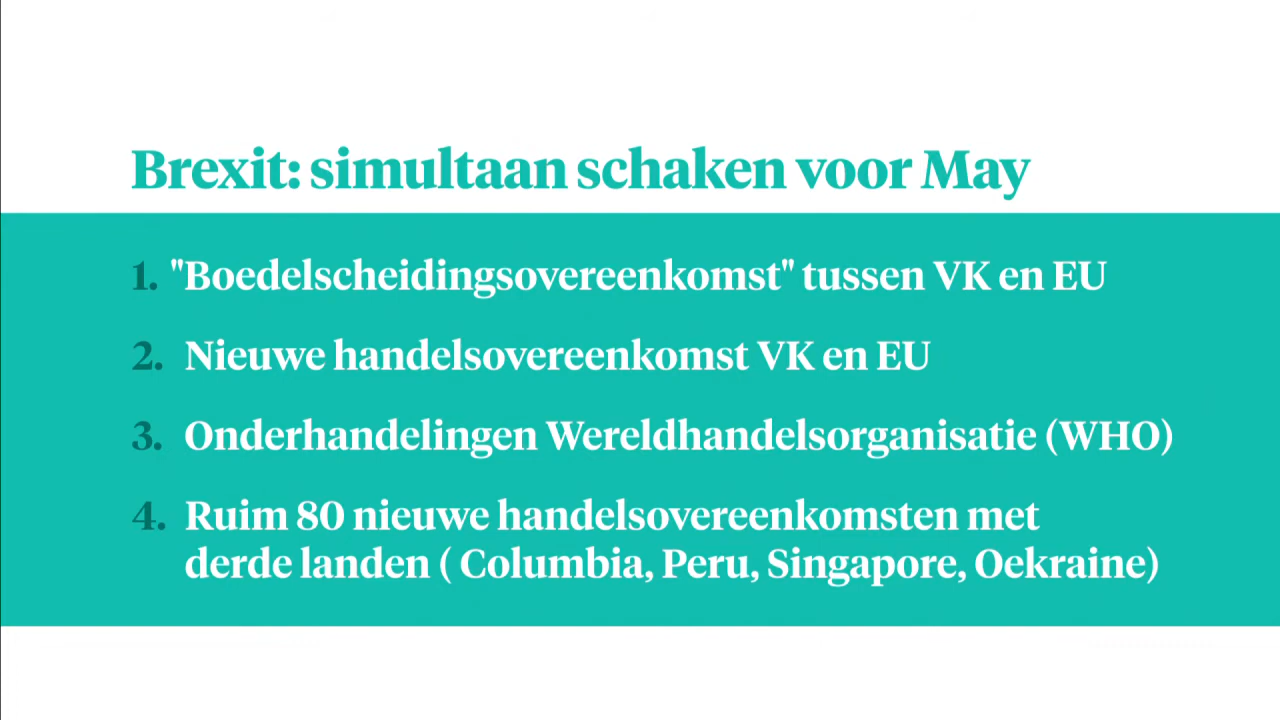 Brexit: simultaan schaken voor May
1. "Boedelscheidingsovereenkomst" tussen VK en EU
2. Nieuwe handelsovereenkomst VK en EU
3. Onderhandelingen Wereldhandelsorganisatie (WHO)
4. Ruim 80 nieuwe handelsovereenkomsten met
derde landen ( Columbia, Peru, Singapore, Oekraine)